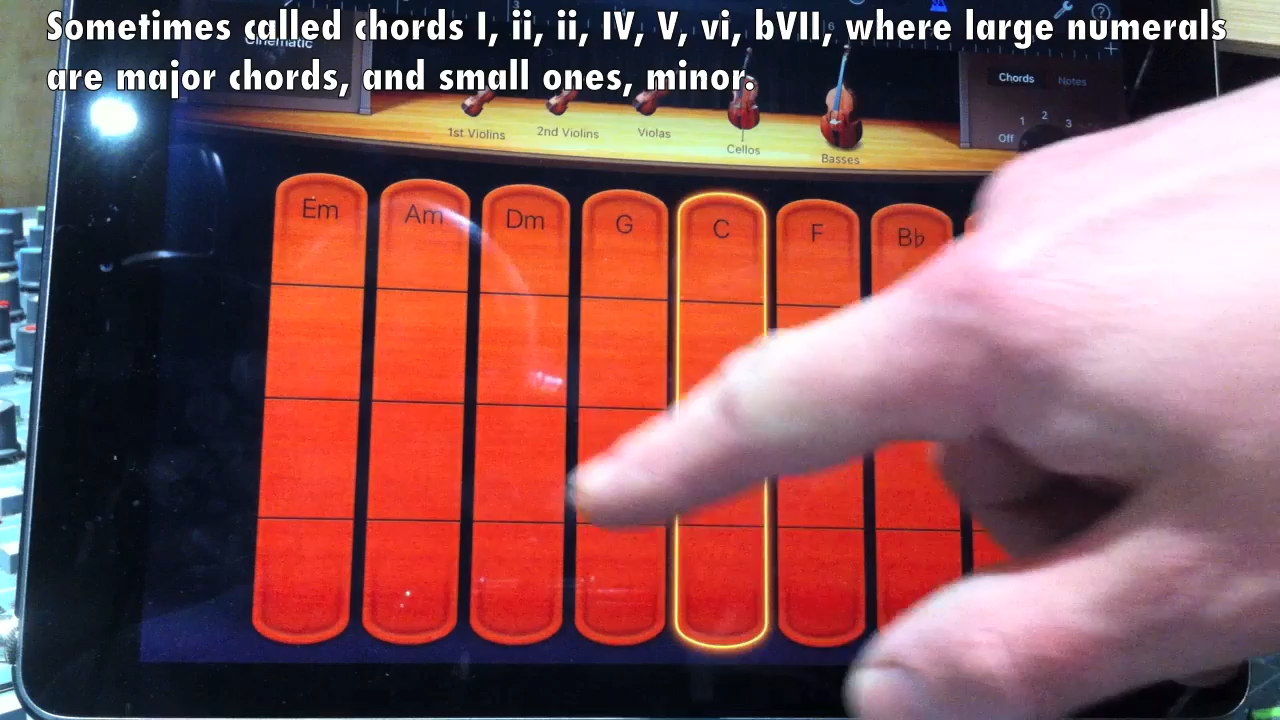 Sometimes called chords I, ii, ii, IV, V, vi, bVII, where large numerals
are major chords, and small ones, minor.
Cinematic
Chords Notes
1st Violins 2nd Violins Violas Cellos Basses
Off 1 2 3
Em Am Dm G C F Bb